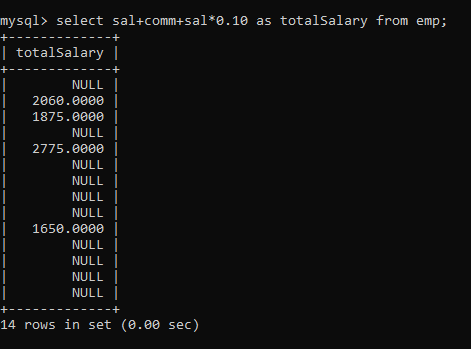 mysql> select sal+comm+sal*0.10 as totalSalary from emp;
+-------------+
| totalSalary |
+-------------+
|        NULL |
|   2060.0000 |
|   1875.0000 |
|        NULL |
|   2775.0000 |
|        NULL |
|        NULL |
|        NULL |
|        NULL |
|   1650.0000 |
|        NULL |
|        NULL |
|        NULL |
|        NULL |
+-------------+
14 rows in set (0.00 sec)